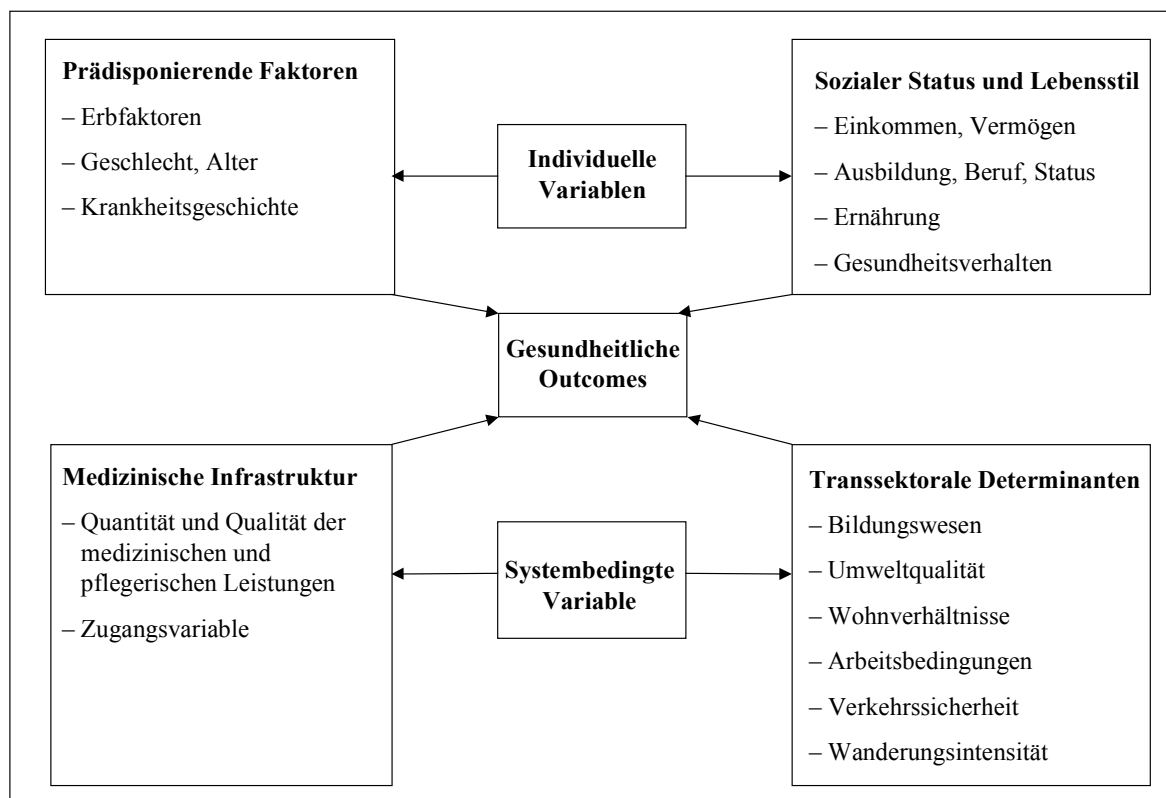 Prädisponierende Faktoren
– Erbfaktoren
– Geschlecht, Alter
– Krankheitsgeschichte
Individuelle
Variablen
Sozialer Status und Lebensstil
– Einkommen, Vermögen
– Ausbildung, Beruf, Status
– Ernährung
– Gesundheitsverhalten
Gesundheitliche
Outcomes
Medizinische Infrastruktur
– Quantität und Qualität der
medizinischen und
pflegerischen Leistungen
– Zugangsvariable
Systembedingte
Variable
Transsektorale Determinanten
– Bildungswesen
– Umweltqualität
– Wohnverhältnisse
– Arbeitsbedingungen
– Verkehrssicherheit
– Wanderungsintensität